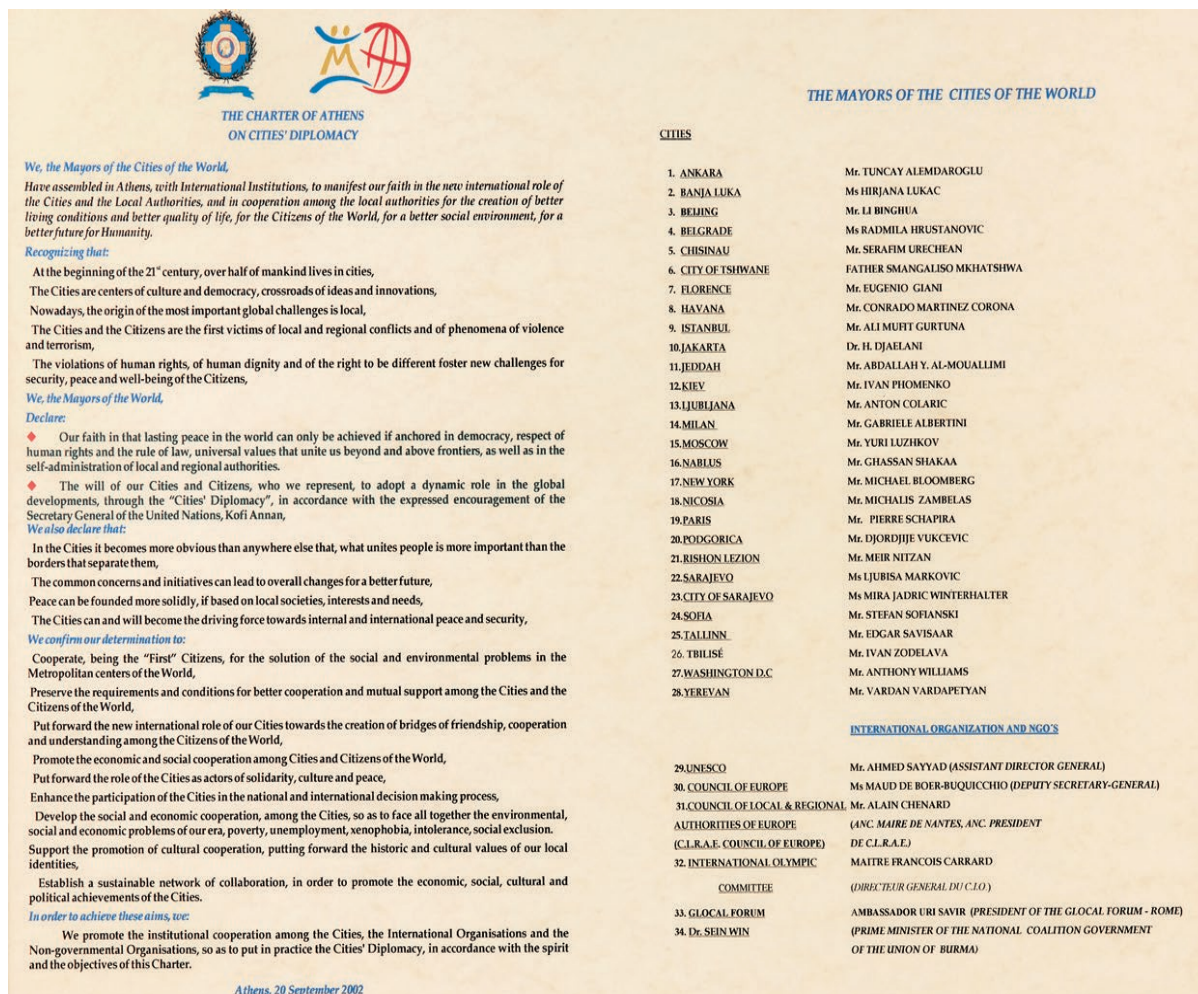 THE CHARTER OF ATHENS
ON CITIES' DIPLOMACY
We, the Mayors of the Cities of the World,
Have assembled in Athens, with International Institutions, to manifest our faith in the new international role of
the Cities and the Local Authorities, and in cooperation among the local authorities for the creation of better
living conditions and better quality of life, for the Citizens of the World, for a better social environment, for a
better future for Humanity.
Recognizing that:
At the beginning of the 21st century, over half of mankind lives in cities,
The Cities are centers of culture and democracy, crossroads of ideas and innovations,
Nowadays, the origin of the most important global challenges is local,
The Cities and the Citizens are the first victims of local and regional conflicts and of phenomena of violence
and terrorism,
The violations of human rights, of human dignity and of the right to be different foster new challenges for
security, peace and well-being of the Citizens,
We, the Mayors of the World,
Declare:
Our faith in that lasting peace in the world can only be achieved if anchored in democracy, respect of
human rights and the rule of law, universal values that unite us beyond and above frontiers, as well as in the
self-administration of local and regional authorities.
The will of our Cities and Citizens, who we represent, to adopt a dynamic role in the global
developments, through the "Cities' Diplomacy", in accordance with the expressed encouragement of the
Secretary General of the United Nations, Kofi Annan,
We also declare that:
In the Cities it becomes more obvious than anywhere else that, what unites people is more important than the
borders that separate them,
The common concerns and initiatives can lead to overall changes for a better future,
Peace can be founded more solidly, if based on local societies, interests and needs,
The Cities can and will become the driving force towards internal and international peace and security,
We confirm our determination to:
Cooperate, being the "First" Citizens, for the solution of the social and environmental problems in the
Metropolitan centers of the World,
Preserve the requirements and conditions for better cooperation and mutual support among the Cities and the
Citizens of the World,
Put forward the new international role of our Cities towards the creation of bridges of friendship, cooperation
and understanding among the Citizens of the World,
Promote the economic and social cooperation among Cities and Citizens of the World,
Put forward the role of the Cities as actors of solidarity, culture and peace,
Enhance the participation of the Cities in the national and international decision making process,
Develop the social and economic cooperation, among the Cities, so as to face all together the environmental,
social and economic problems of our era, poverty, unemployment, xenophobia, intolerance, social exclusion.
Support the promotion of cultural cooperation, putting forward the historic and cultural values of our local
identities,
Establish a sustainable network of collaboration, in order to promote the economic, social, cultural and
political achievements of the Cities.
In order to achieve these aims, we:
We promote the institutional cooperation among the Cities, the International Organisations and the
Non-governmental Organisations, so as to put in practice the Cities' Diplomacy, in accordance with the spirit
and the objectives of this Charter.
Athens, 20 September 2002
THE MAYORS OF THE CITIES OF THE WORLD
CITIES
1. ANKARA Mr. TUNCAY ALEMDAROGLU
2. BANJA LUKA Ms HIRJANA LUKAC
3. BEIJING Mr. LI BINGHUA
4. BELGRADE Ms RADMILA HRUSTANOVIC
5. CHISINAU Mr. SERAFIM URECHEAN
6. CITY OF TSHWANE FATHER SMANGALISO MKHATSHWA
7. FLORENCE Mr. EUGENIO GIANI
8. HAVANA Mr. CONRADO MARTINEZ CORONA
9. ISTANBUL Mr. ALI MUFIT GURTUNA
10.JAKARTA Dr. H. DJAELANI
11.JEDDAH Mr. ABDALLAH Y. AL-MOUALLIMI
12.KIEV Mr. IVAN PHOMENKO
13.LJUBLJANA Mr. ANTON COLARIC
14.MILAN Mr. GABRIELE ALBERTINI
15.MOSCOW Mr. YURI LUZHKOV
16.NABLUS Mr. GHASSAN SHAKAA
17.NEW YORK Mr. MICHAEL BLOOMBERG
18.NICOSIA Mr. MICHALIS ZAMBELAS
19.PARIS Mr. PIERRE SCHAPIRA
20.PODGORICA Mr. DJORDJIJE VUKCEVIC
21.RISHON LEZION Mr. MEIR NITZAN
22.SARAJEVO Ms LJUBISA MARKOVIC
23.CITY OF SARAJEVO Ms MIRA JADRIC WINTERHALTER
24.SOFIA Mr. STEFAN SOFIANSKI
25.TALLINN Mr. EDGAR SAVISAAR
26. TBILISÉ Mr. IVAN ZODELAVA
27.WASHINGTON D.C Mr. ANTHONY WILLIAMS
28.YEREVAN Mr. VARDAN VARDAPETYAN
INTERNATIONAL ORGANIZATION AND NGO'S
29.UNESCO Mr. AHMED SAYYAD (ASSISTANT DIRECTOR GENERAL)
30. COUNCIL OF EUROPE Ms MAUD DE BOER-BUQUICCHIO (DEPUTY SECRETARY-GENERAL)
31.COUNCIL OF LOCAL & REGIONAL Mr. ALAIN CHENARD
AUTHORITIES OF EUROPE (ANC. MAIRE DE NANTES, ANC. PRESIDENT
(C.L.R.A.E. COUNCIL OF EUROPE) DE C.L.R.A.E.)
32. INTERNATIONAL OLYMPIC MAITRE FRANCOIS CARRARD
COMMITTEE (DIRECTEUR GENERAL DU C.I.O.)
33. GLOCAL FORUM AMBASSADOR URI SAVIR (PRESIDENT OF THE GLOCAL FORUM - ROME)
34. Dr. SEIN WIN (PRIME MINISTER OF THE NATIONAL COALITION GOVERNMENT
OF THE UNION OF BURMA)